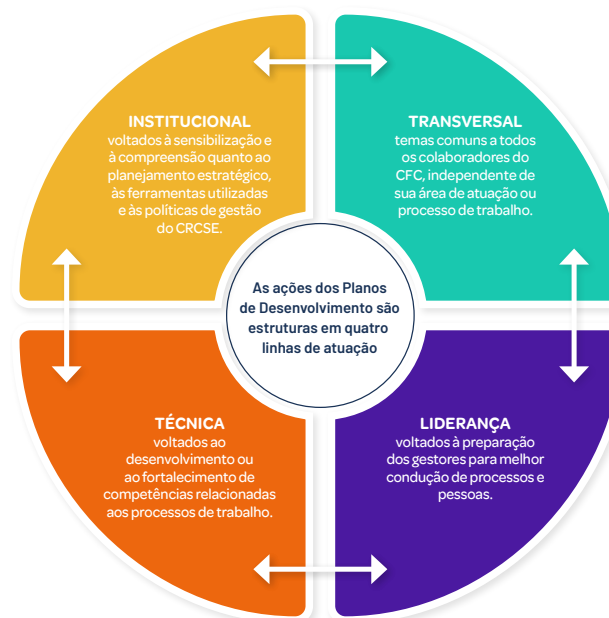 INSTITUCIONAL
voltados à sensibilização e
à compreensão quanto ao
planejamento estratégico,
às ferramentas utilizadas
e às políticas de gestão
do CRCSE.
TRANSVERSAL
temas comuns a todos
os colaboradores do
CFC, independente de
sua área de atuação ou
processo de trabalho.
As ações dos Planos
de Desenvolvimento são
estruturas em quatro
linhas de atuação
TÉCNICA
voltados ao
desenvolvimento ou
ao fortalecimento de
competências relacionadas
aos processos de trabalho.
LIDERANÇA
voltados à preparação
dos gestores para melhor
condução de processos e
pessoas.